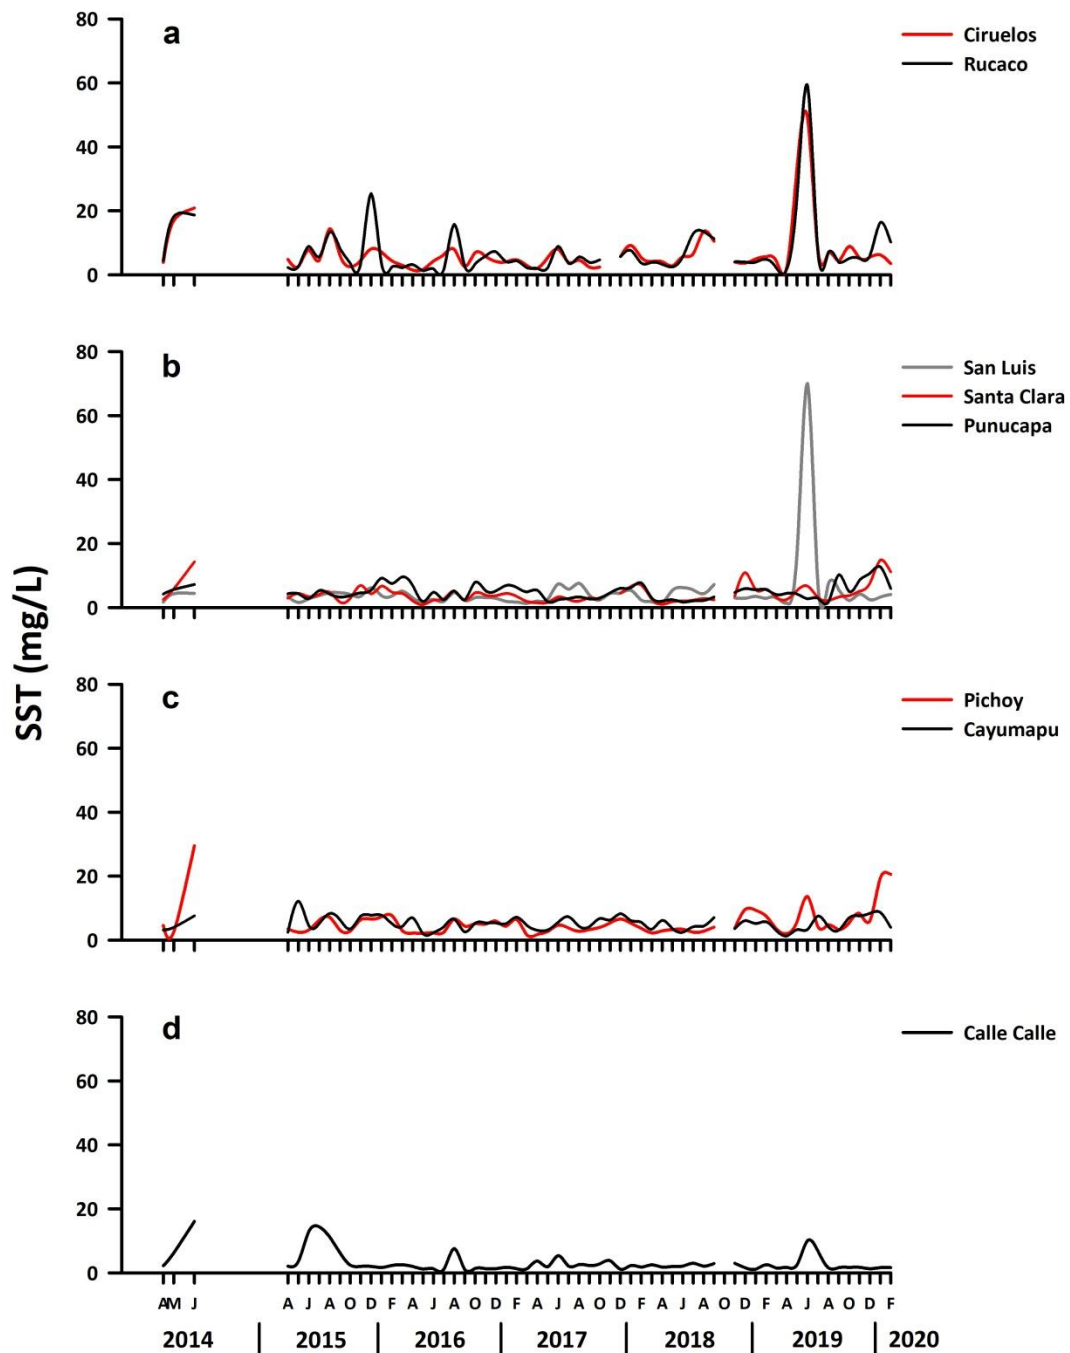 SST (mg/L)
a
80
60
40
20
0
Ciruelos
Rucaco
b
80
60
40
20
0
San Luis
Santa Clara
Punucapa
c
80
60
40
20
0
Pichoy
Cayumapu
d
80
60
40
20
0
Calle Calle
A M J A J A O D F A J A O D F A J A O D F A J A O D F A J A O D F
2014 | 2015 | 2016 | 2017 | 2018 | 2019 | 2020